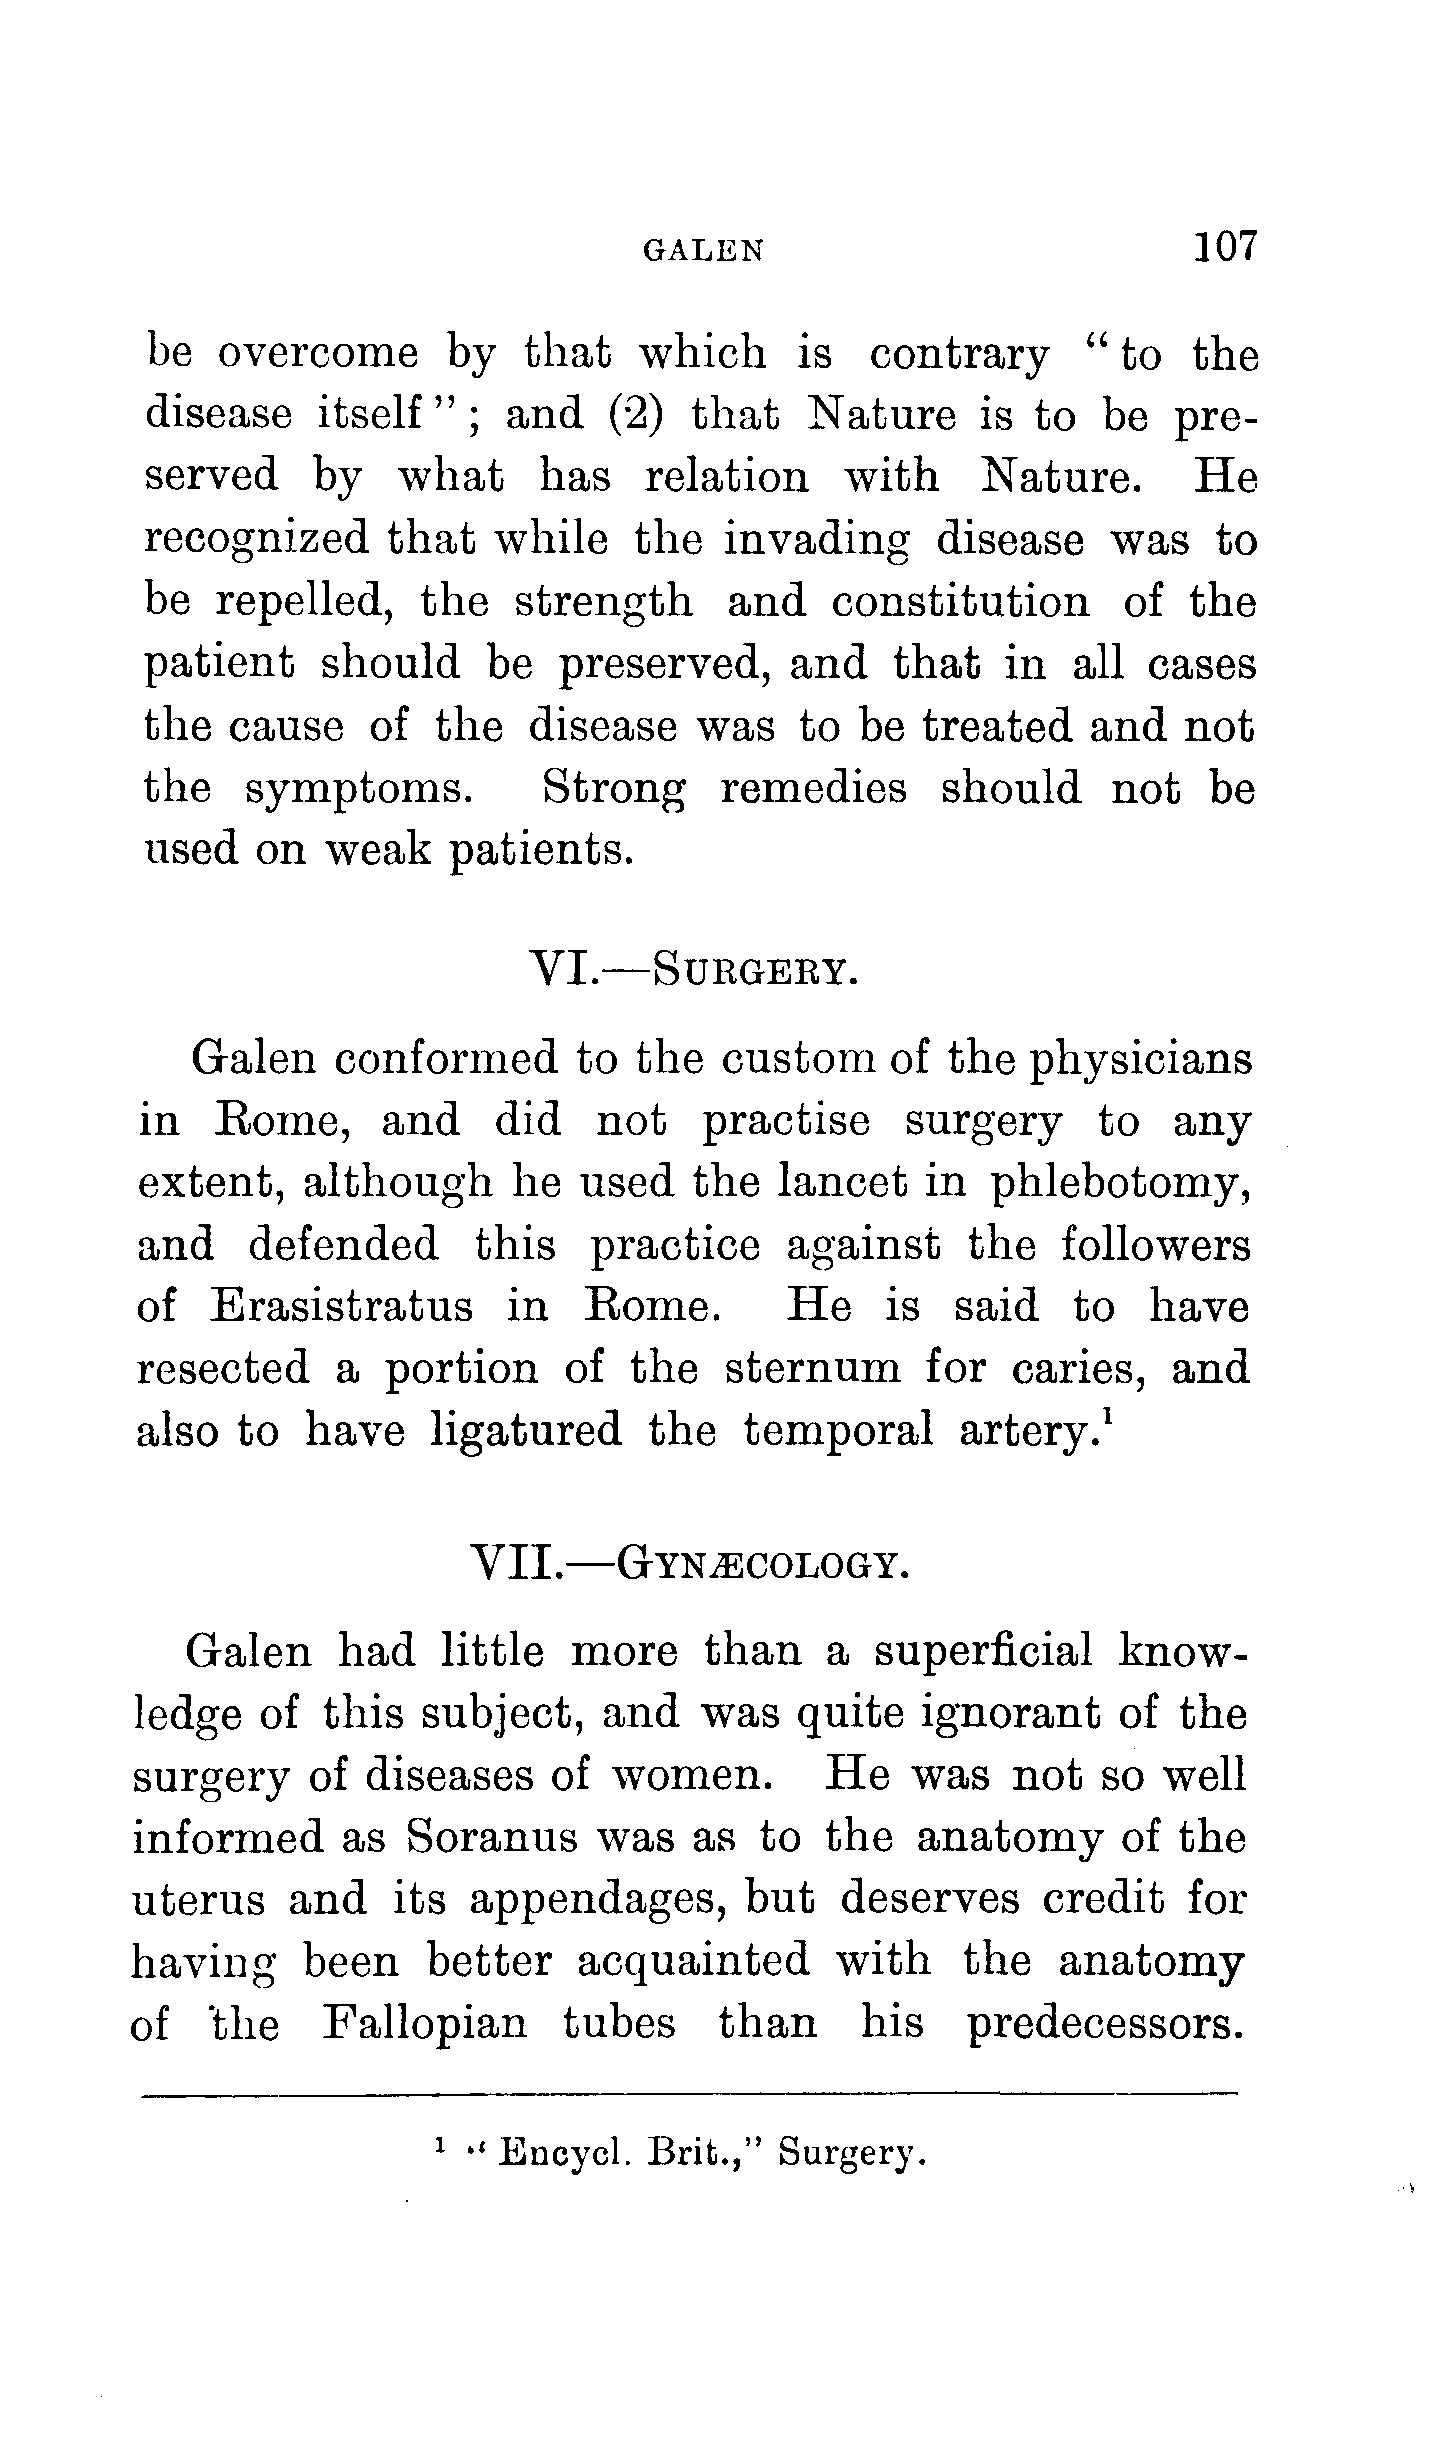 GALEN 107
be overcome by that which is contrary “ to the
disease itself ” ; and (2) that Nature is to be pre-
served by what has relation with Nature. He
recognized that while the invading disease was to
be repelled, the strength and constitution of the
patient should be preserved, and that in all cases
the cause of the disease was to be treated and not
the symptoms. Strong remedies should not be
used on weak patients.
VI.—SURGERY.
Galen conformed to the custom of the physicians
in Rome, and did not practise surgery to any
extent, although he used the lancet in phlebotomy,
and defended this practice against the followers
of Erasistratus in Rome. He is said to have
resected a portion of the sternum for caries, and
also to have ligatured the temporal artery.¹
VII.—GYNÆCOLOGY.
Galen had little more than a superficial know-
ledge of this subject, and was quite ignorant of the
surgery of diseases of women. He was not so well
informed as Soranus was as to the anatomy of the
uterus and its appendages, but deserves credit for
having been better acquainted with the anatomy
of the Fallopian tubes than his predecessors.
¹ “ Encycl. Brit.,” Surgery.